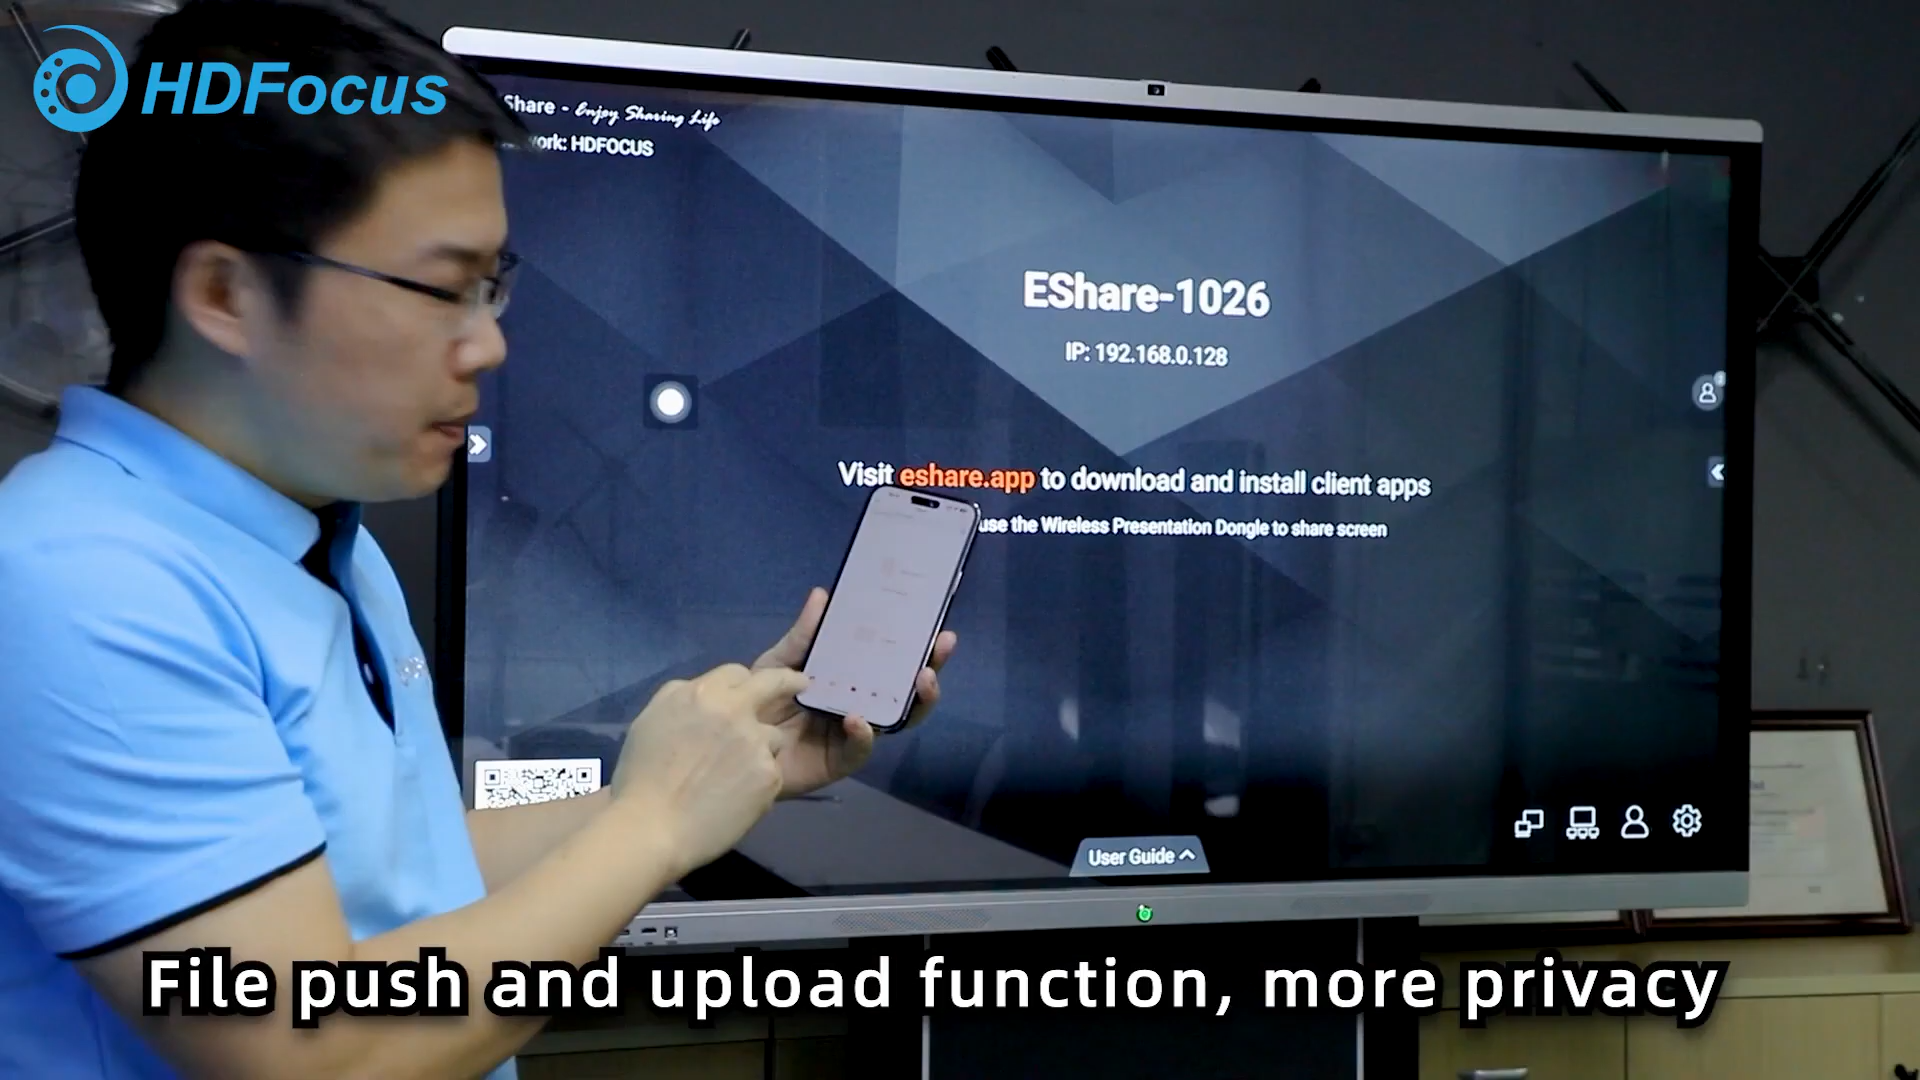 HDFocus
Share - Enjoy Sharing Life
work: HDFOCUS
EShare-1026
IP: 192.168.0.128
Visit eshare.app to download and install client apps
use the Wireless Presentation Dongle to share screen
User Guide
File push and upload function, more privacy